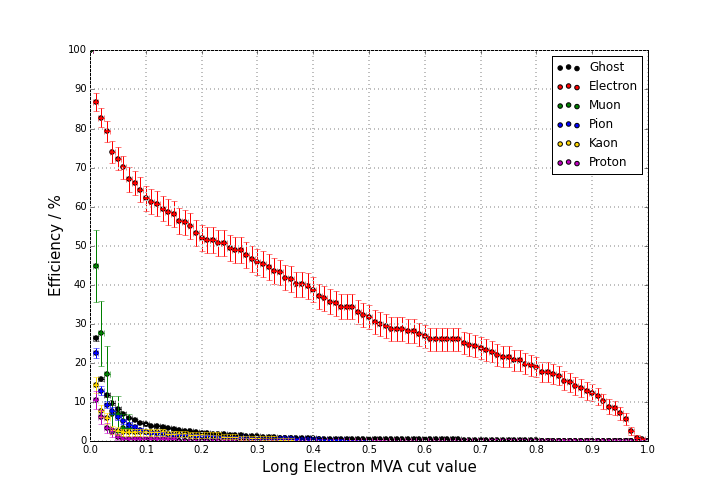 100
90
80
70
60
50
40
30
20
10
0
Efficiency / %
Ghost
Electron
Muon
Pion
Kaon
Proton
0.0 0.1 0.2 0.3 0.4 0.5 0.6 0.7 0.8 0.9 1.0
Long Electron MVA cut value